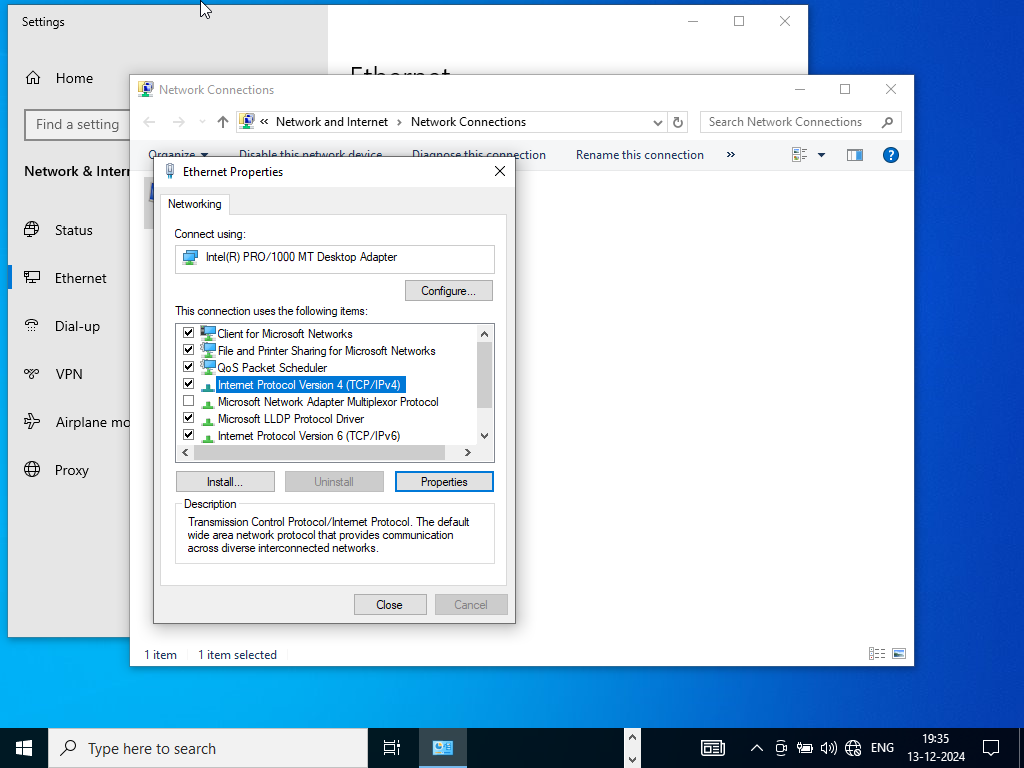 Settings
Home
Find a setting
Network & Inter
Status
Ethernet
Dial-up
VPN
Airplane mo
Proxy
Ethernet
Network Connections
« Network and Internet › Network Connections
Search Network Connections
Organize
Disable this network device
Diagnose this connection
Rename this connection
»
?
Ethernet Properties
Networking
Connect using:
Intel(R) PRO/1000 MT Desktop Adapter
Configure...
This connection uses the following items:
Client for Microsoft Networks
File and Printer Sharing for Microsoft Networks
QoS Packet Scheduler
Internet Protocol Version 4 (TCP/IPv4)
Microsoft Network Adapter Multiplexor Protocol
Microsoft LLDP Protocol Driver
Internet Protocol Version 6 (TCP/IPv6)
Install...
Uninstall
Properties
Description
Transmission Control Protocol/Internet Protocol. The default
wide area network protocol that provides communication
across diverse interconnected networks.
Close
Cancel
1 item
1 item selected
Type here to search
ENG
19:35
13-12-2024